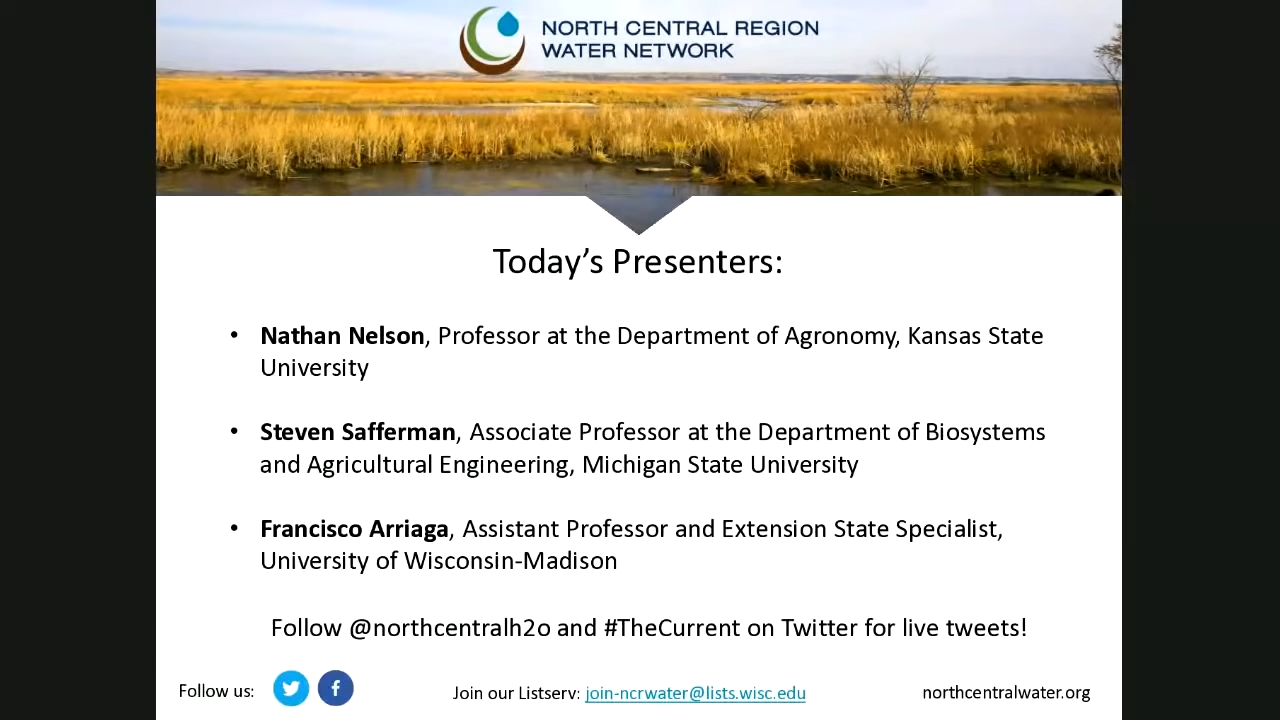 NORTH CENTRAL REGION
WATER NETWORK
Today's Presenters:
• Nathan Nelson, Professor at the Department of Agronomy, Kansas State
University
• Steven Safferman, Associate Professor at the Department of Biosystems
and Agricultural Engineering, Michigan State University
• Francisco Arriaga, Assistant Professor and Extension State Specialist,
University of Wisconsin-Madison
Follow @northcentralh2o and #TheCurrent on Twitter for live tweets!
Follow us:
Join our Listserv: join-ncrwater@lists.wisc.edu
northcentralwater.org